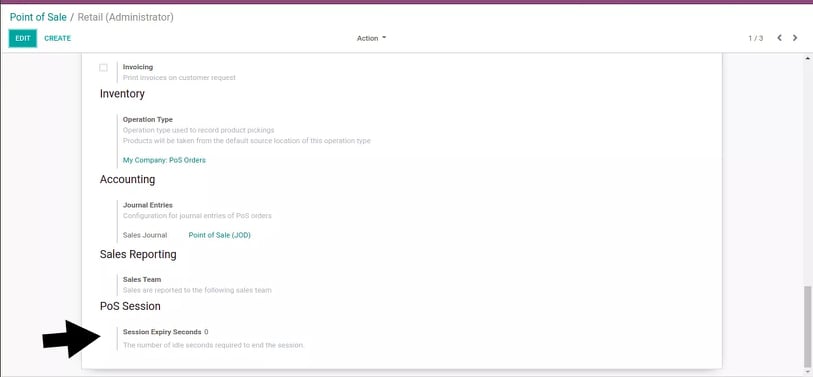 Point of Sale / Retail (Administrator)
EDIT CREATE Action 1 / 3
Invoicing
Print invoices on customer request
Inventory
Operation Type
Operation type used to record product pickings
Products will be taken from the default source location of this operation type
My Company: PoS Orders
Accounting
Journal Entries
Configuration for journal entries of PoS orders
Sales Journal Point of Sale (JOD)
Sales Reporting
Sales Team
Sales are reported to the following sales team
PoS Session
Session Expiry Seconds 0
The number of idle seconds required to end the session.